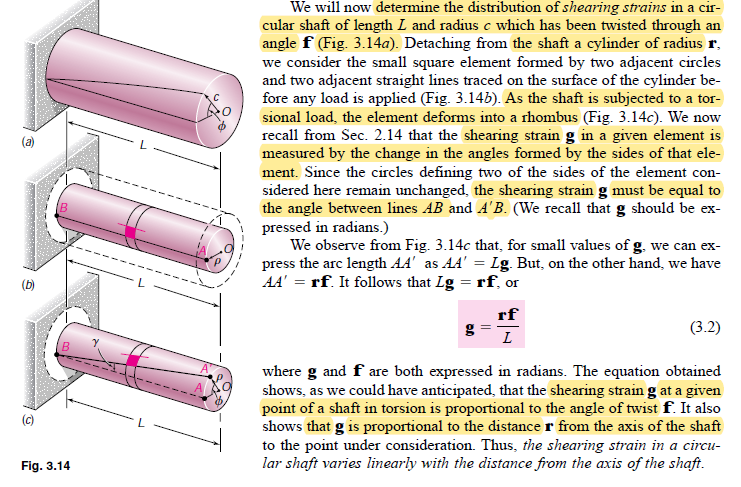 We will now determine the distribution of shearing strains in a cir-
cular shaft of length L and radius c which has been twisted through an
angle f (Fig. 3.14a). Detaching from the shaft a cylinder of radius r,
we consider the small square element formed by two adjacent circles
and two adjacent straight lines traced on the surface of the cylinder be-
fore any load is applied (Fig. 3.14b). As the shaft is subjected to a tor-
sional load, the element deforms into a rhombus (Fig. 3.14c). We now
recall from Sec. 2.14 that the shearing strain g in a given element is
measured by the change in the angles formed by the sides of that ele-
ment. Since the circles defining two of the sides of the element con-
sidered here remain unchanged, the shearing strain g must be equal to
the angle between lines AB and A′B. (We recall that g should be ex-
pressed in radians.)
We observe from Fig. 3.14c that, for small values of g, we can ex-
press the arc length AA′ as AA′ = Lg. But, on the other hand, we have
AA′ = rf. It follows that Lg = rf, or
g = rf / L
(3.2)
where g and f are both expressed in radians. The equation obtained
shows, as we could have anticipated, that the shearing strain g at a given
point of a shaft in torsion is proportional to the angle of twist f. It also
shows that g is proportional to the distance r from the axis of the shaft
to the point under consideration. Thus, the shearing strain in a circu-
lar shaft varies linearly with the distance from the axis of the shaft.
c
O
ϕ
L
(a)
B
A
O
ρ
L
(b)
B
γ
A′
ρ
A
O
ϕ
L
(c)
Fig. 3.14